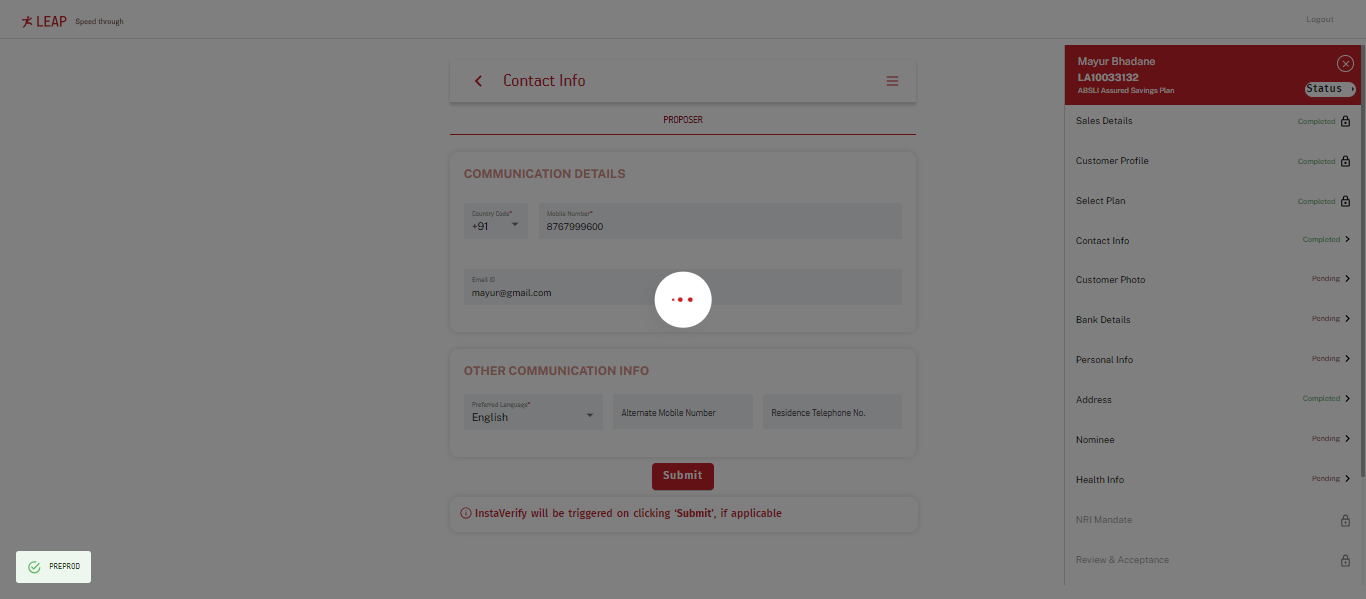 LEAP Speed through
Logout
Contact Info
PROPOSER
COMMUNICATION DETAILS
Country Code*
+91
Mobile Number*
8767999600
Email ID
mayur@gmail.com
OTHER COMMUNICATION INFO
Preferred Language*
English
Alternate Mobile Number
Residence Telephone No.
Submit
InstaVerify will be triggered on clicking ‘Submit’, if applicable
PREPROD
Mayur Bhadane
LA10033132
ABSLI Assured Savings Plan
Status
Sales Details Completed
Customer Profile Completed
Select Plan Completed
Contact Info Completed
Customer Photo Pending
Bank Details Pending
Personal Info Pending
Address Completed
Nominee Pending
Health Info Pending
NRI Mandate
Review & Acceptance